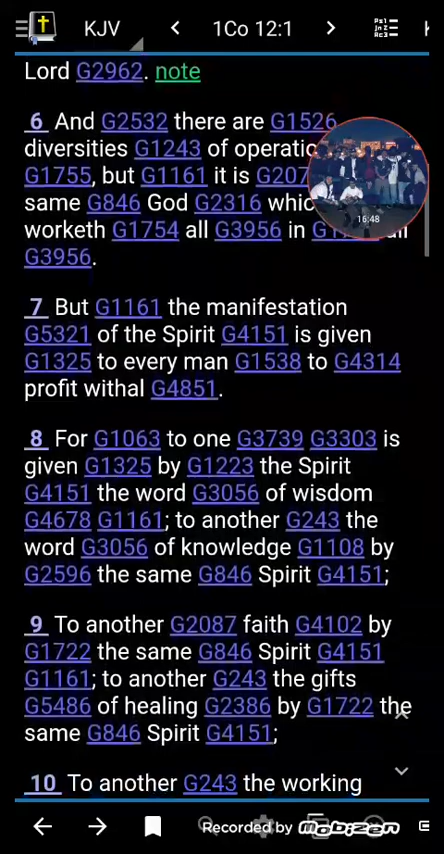 KJV 1Co 12:1
Lord G2962. note
6 And G2532 there are G1526
diversities G1243 of
G1755, but G1161 it is
same G846 God G2316
worketh G1754 all G3956 in
G3956.
16:48
7 But G1161 the manifestation
G5321 of the Spirit G4151 is given
G1325 to every man G1538 to G4314
profit withal G4851.
8 For G1063 to one G3739 G3303 is
given G1325 by G1223 the Spirit
G4151 the word G3056 of wisdom
G4678 G1161; to another G243 the
word G3056 of knowledge G1108 by
G2596 the same G846 Spirit G4151;
9 To another G2087 faith G4102 by
G1722 the same G846 Spirit G4151
G1161; to another G243 the gifts
G5486 of healing G2386 by G1722 the
same G846 Spirit G4151;
10 To another G243 the working
Recorded by mobizen